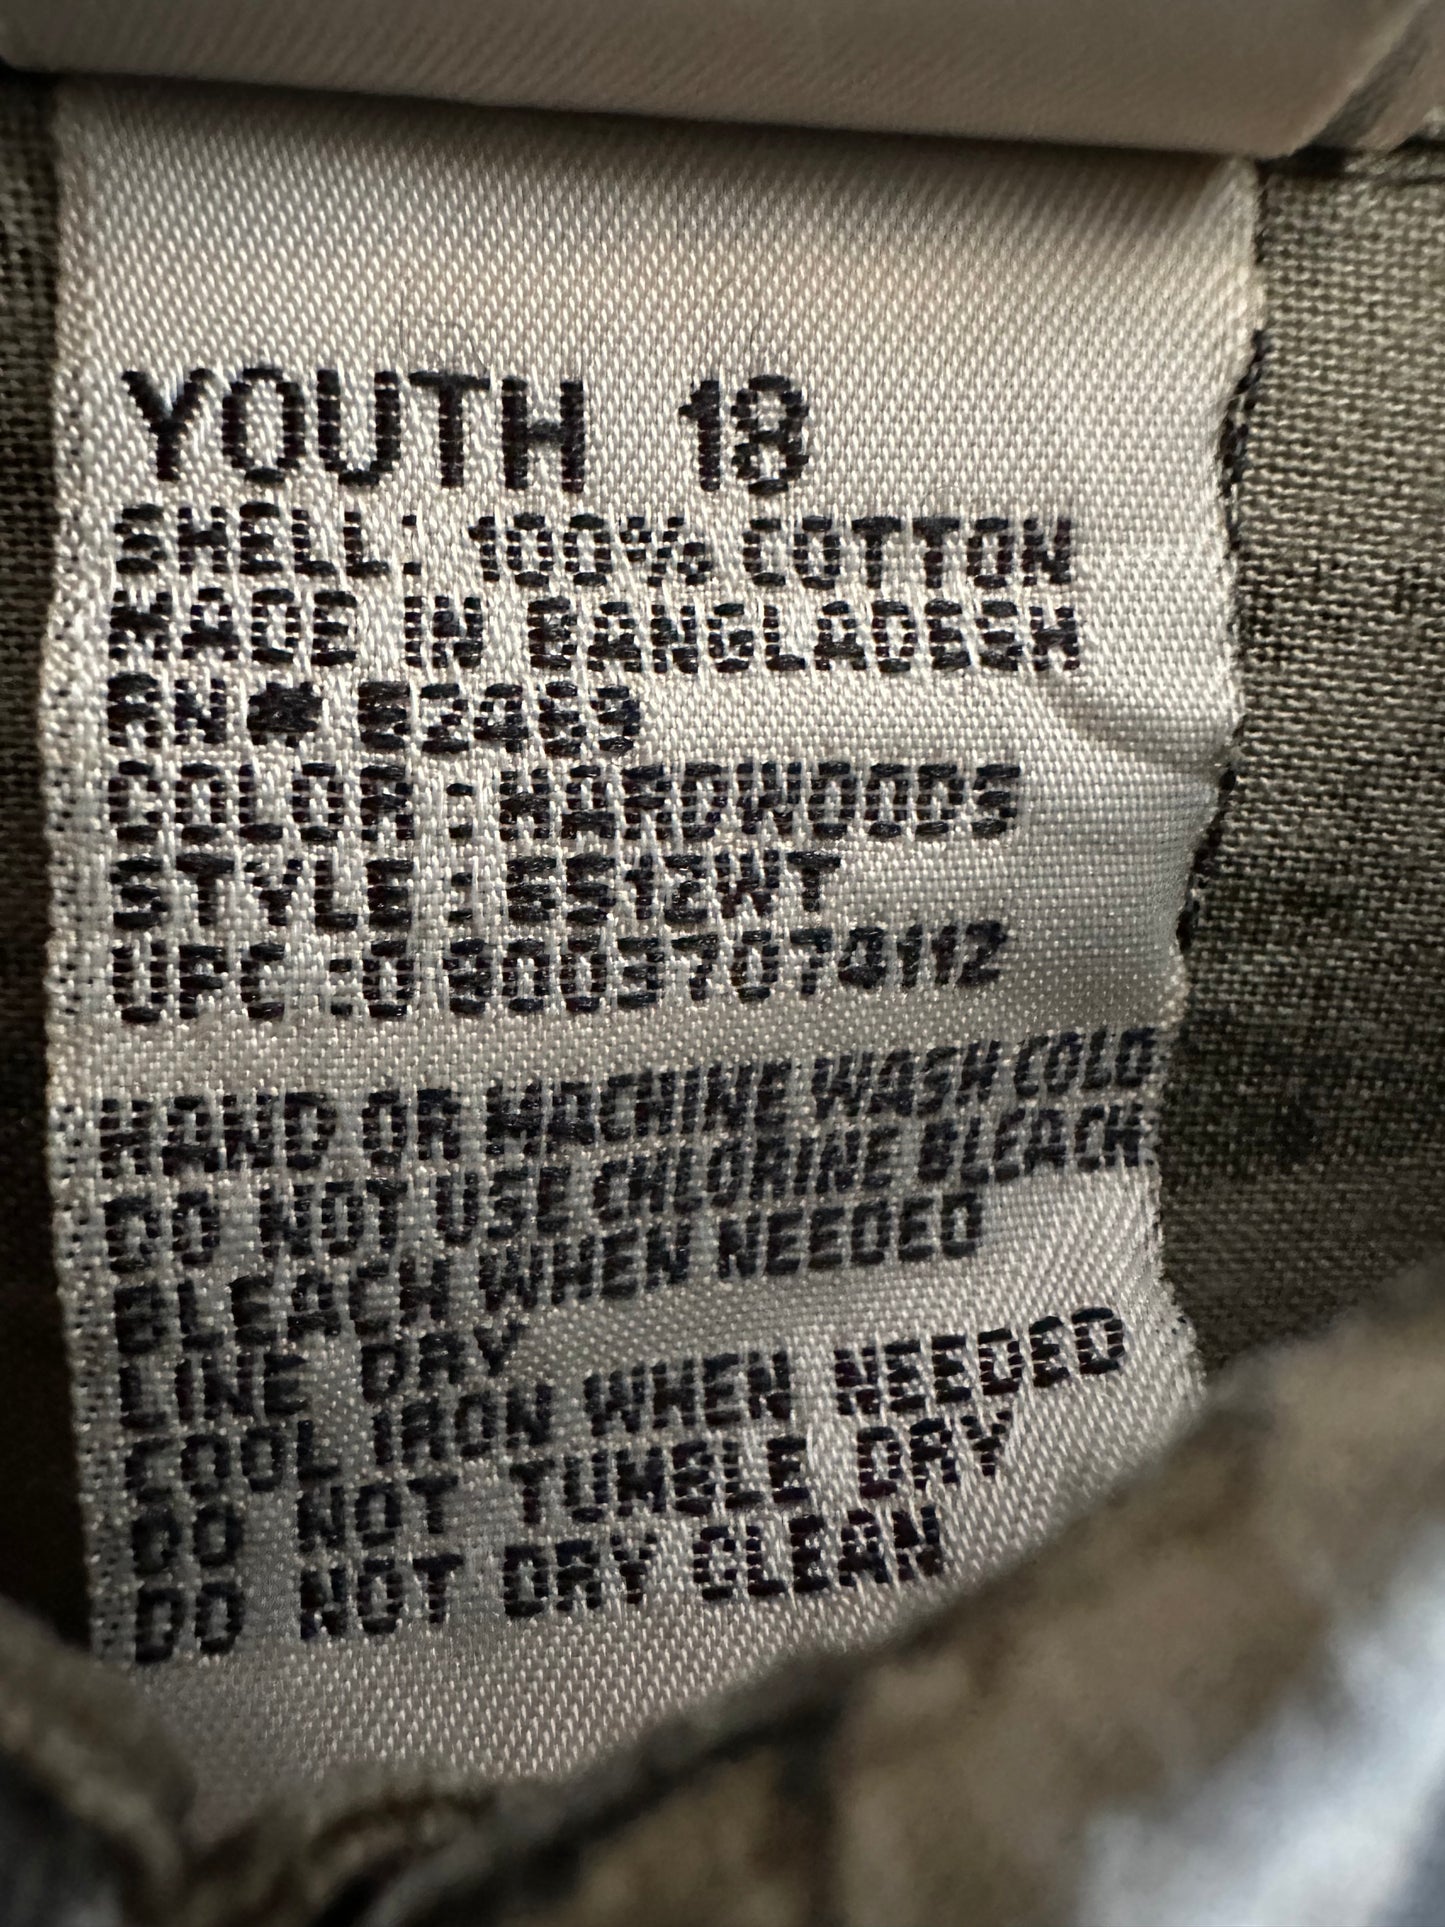 YOUTH 18
SHELL: 100% COTTON
MADE IN BANGLADESH
RN# 52469
COLOR : HARDWOODS
STYLE :
UPC :0 90037074112
HAND OR MACHINE WASH COLD
DO NOT USE CHLORINE BLEACH
BLEACH WHEN NEEDED
LINE DRY
COOL IRON WHEN NEEDED
DO NOT TUMBLE DRY
DO NOT DRY CLEAN